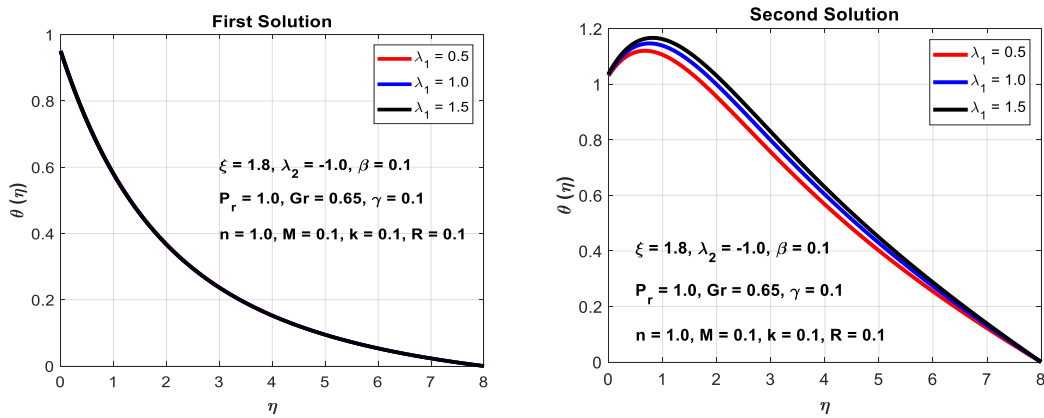 First Solution
1
0.8
0.6
0.4
0.2
0
0 1 2 3 4 5 6 7 8
θ (η)
η
λ₁ = 0.5
λ₁ = 1.0
λ₁ = 1.5
ξ = 1.8, λ₂ = -1.0, β = 0.1
Pᵣ = 1.0, Gr = 0.65, γ = 0.1
n = 1.0, M = 0.1, k = 0.1, R = 0.1
Second Solution
1.2
1
0.8
0.6
0.4
0.2
0
0 1 2 3 4 5 6 7 8
θ (η)
η
λ₁ = 0.5
λ₁ = 1.0
λ₁ = 1.5
ξ = 1.8, λ₂ = -1.0, β = 0.1
Pᵣ = 1.0, Gr = 0.65, γ = 0.1
n = 1.0, M = 0.1, k = 0.1, R = 0.1